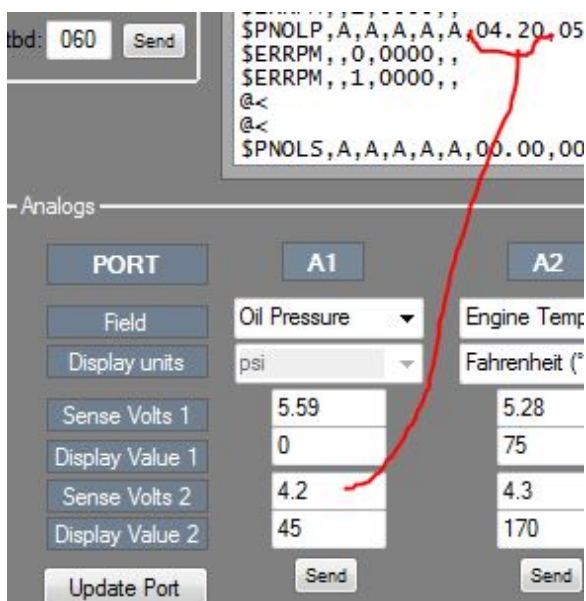 tbd: 060 Send
$PNOLP,A,A,A,A,A,04.20,05
$ERRPM,,0,0000,,
$ERRPM,,1,0000,,
@<
@<
$PNOLS,A,A,A,A,A,00.00,00
Analogs
PORT A1 A2
Field Oil Pressure Engine Temp
Display units psi Fahrenheit (°
Sense Volts 1 5.59 5.28
Display Value 1 0 75
Sense Volts 2 4.2 4.3
Display Value 2 45 170
Update Port Send Send